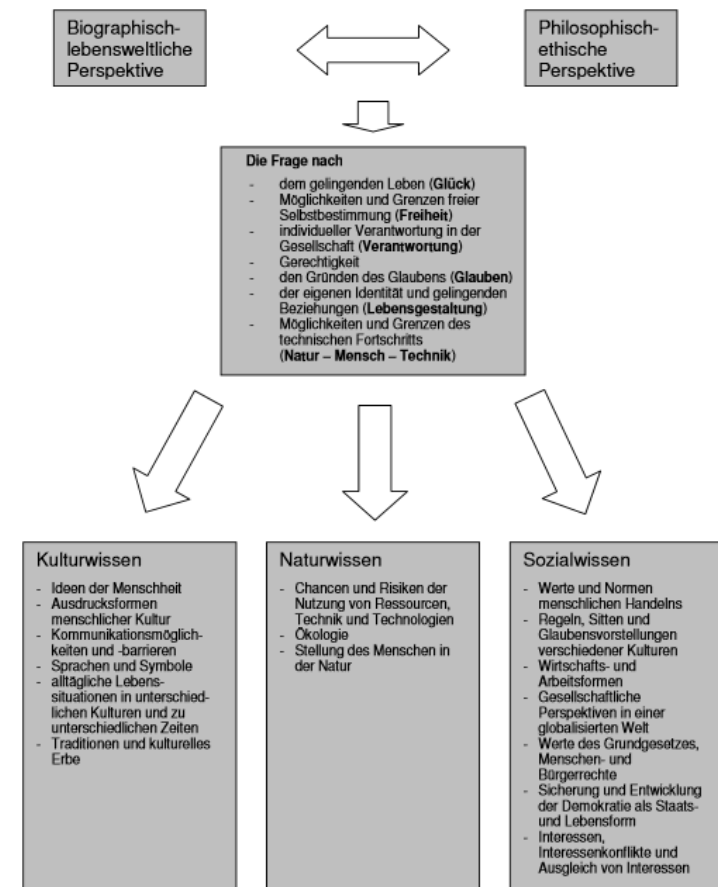 Biographisch-
lebensweltliche
Perspektive
Philosophisch-
ethische
Perspektive
Die Frage nach
- dem gelingenden Leben (Glück)
- Möglichkeiten und Grenzen freier
Selbstbestimmung (Freiheit)
- individueller Verantwortung in der
Gesellschaft (Verantwortung)
- Gerechtigkeit
- den Gründen des Glaubens (Glauben)
- der eigenen Identität und gelingenden
Beziehungen (Lebensgestaltung)
- Möglichkeiten und Grenzen des
technischen Fortschritts
(Natur – Mensch – Technik)
Kulturwissen
- Ideen der Menschheit
- Ausdrucksformen
menschlicher Kultur
- Kommunikationsmöglich-
keiten und -barrieren
- Sprachen und Symbole
- alltägliche Lebens-
situationen in unterschied-
lichen Kulturen und zu
unterschiedlichen Zeiten
- Traditionen und kulturelles
Erbe
Naturwissen
- Chancen und Risiken der
Nutzung von Ressourcen,
Technik und Technologien
- Ökologie
- Stellung des Menschen in
der Natur
Sozialwissen
- Werte und Normen
menschlichen Handelns
- Regeln, Sitten und
Glaubensvorstellungen
verschiedener Kulturen
- Wirtschafts- und
Arbeitsformen
- Gesellschaftliche
Perspektiven in einer
globalisierten Welt
- Werte des Grundgesetzes,
Menschen- und
Bürgerrechte
- Sicherung und Entwicklung
der Demokratie als Staats-
und Lebensform
- Interessen,
Interessenkonflikte und
Ausgleich von Interessen